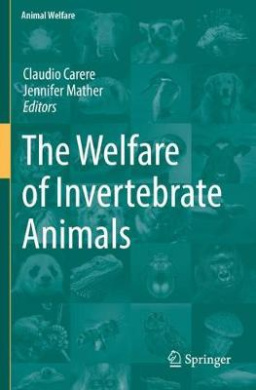 Animal Welfare
Claudio Carere
Jennifer Mather
Editors
The Welfare
of Invertebrate
Animals
Springer